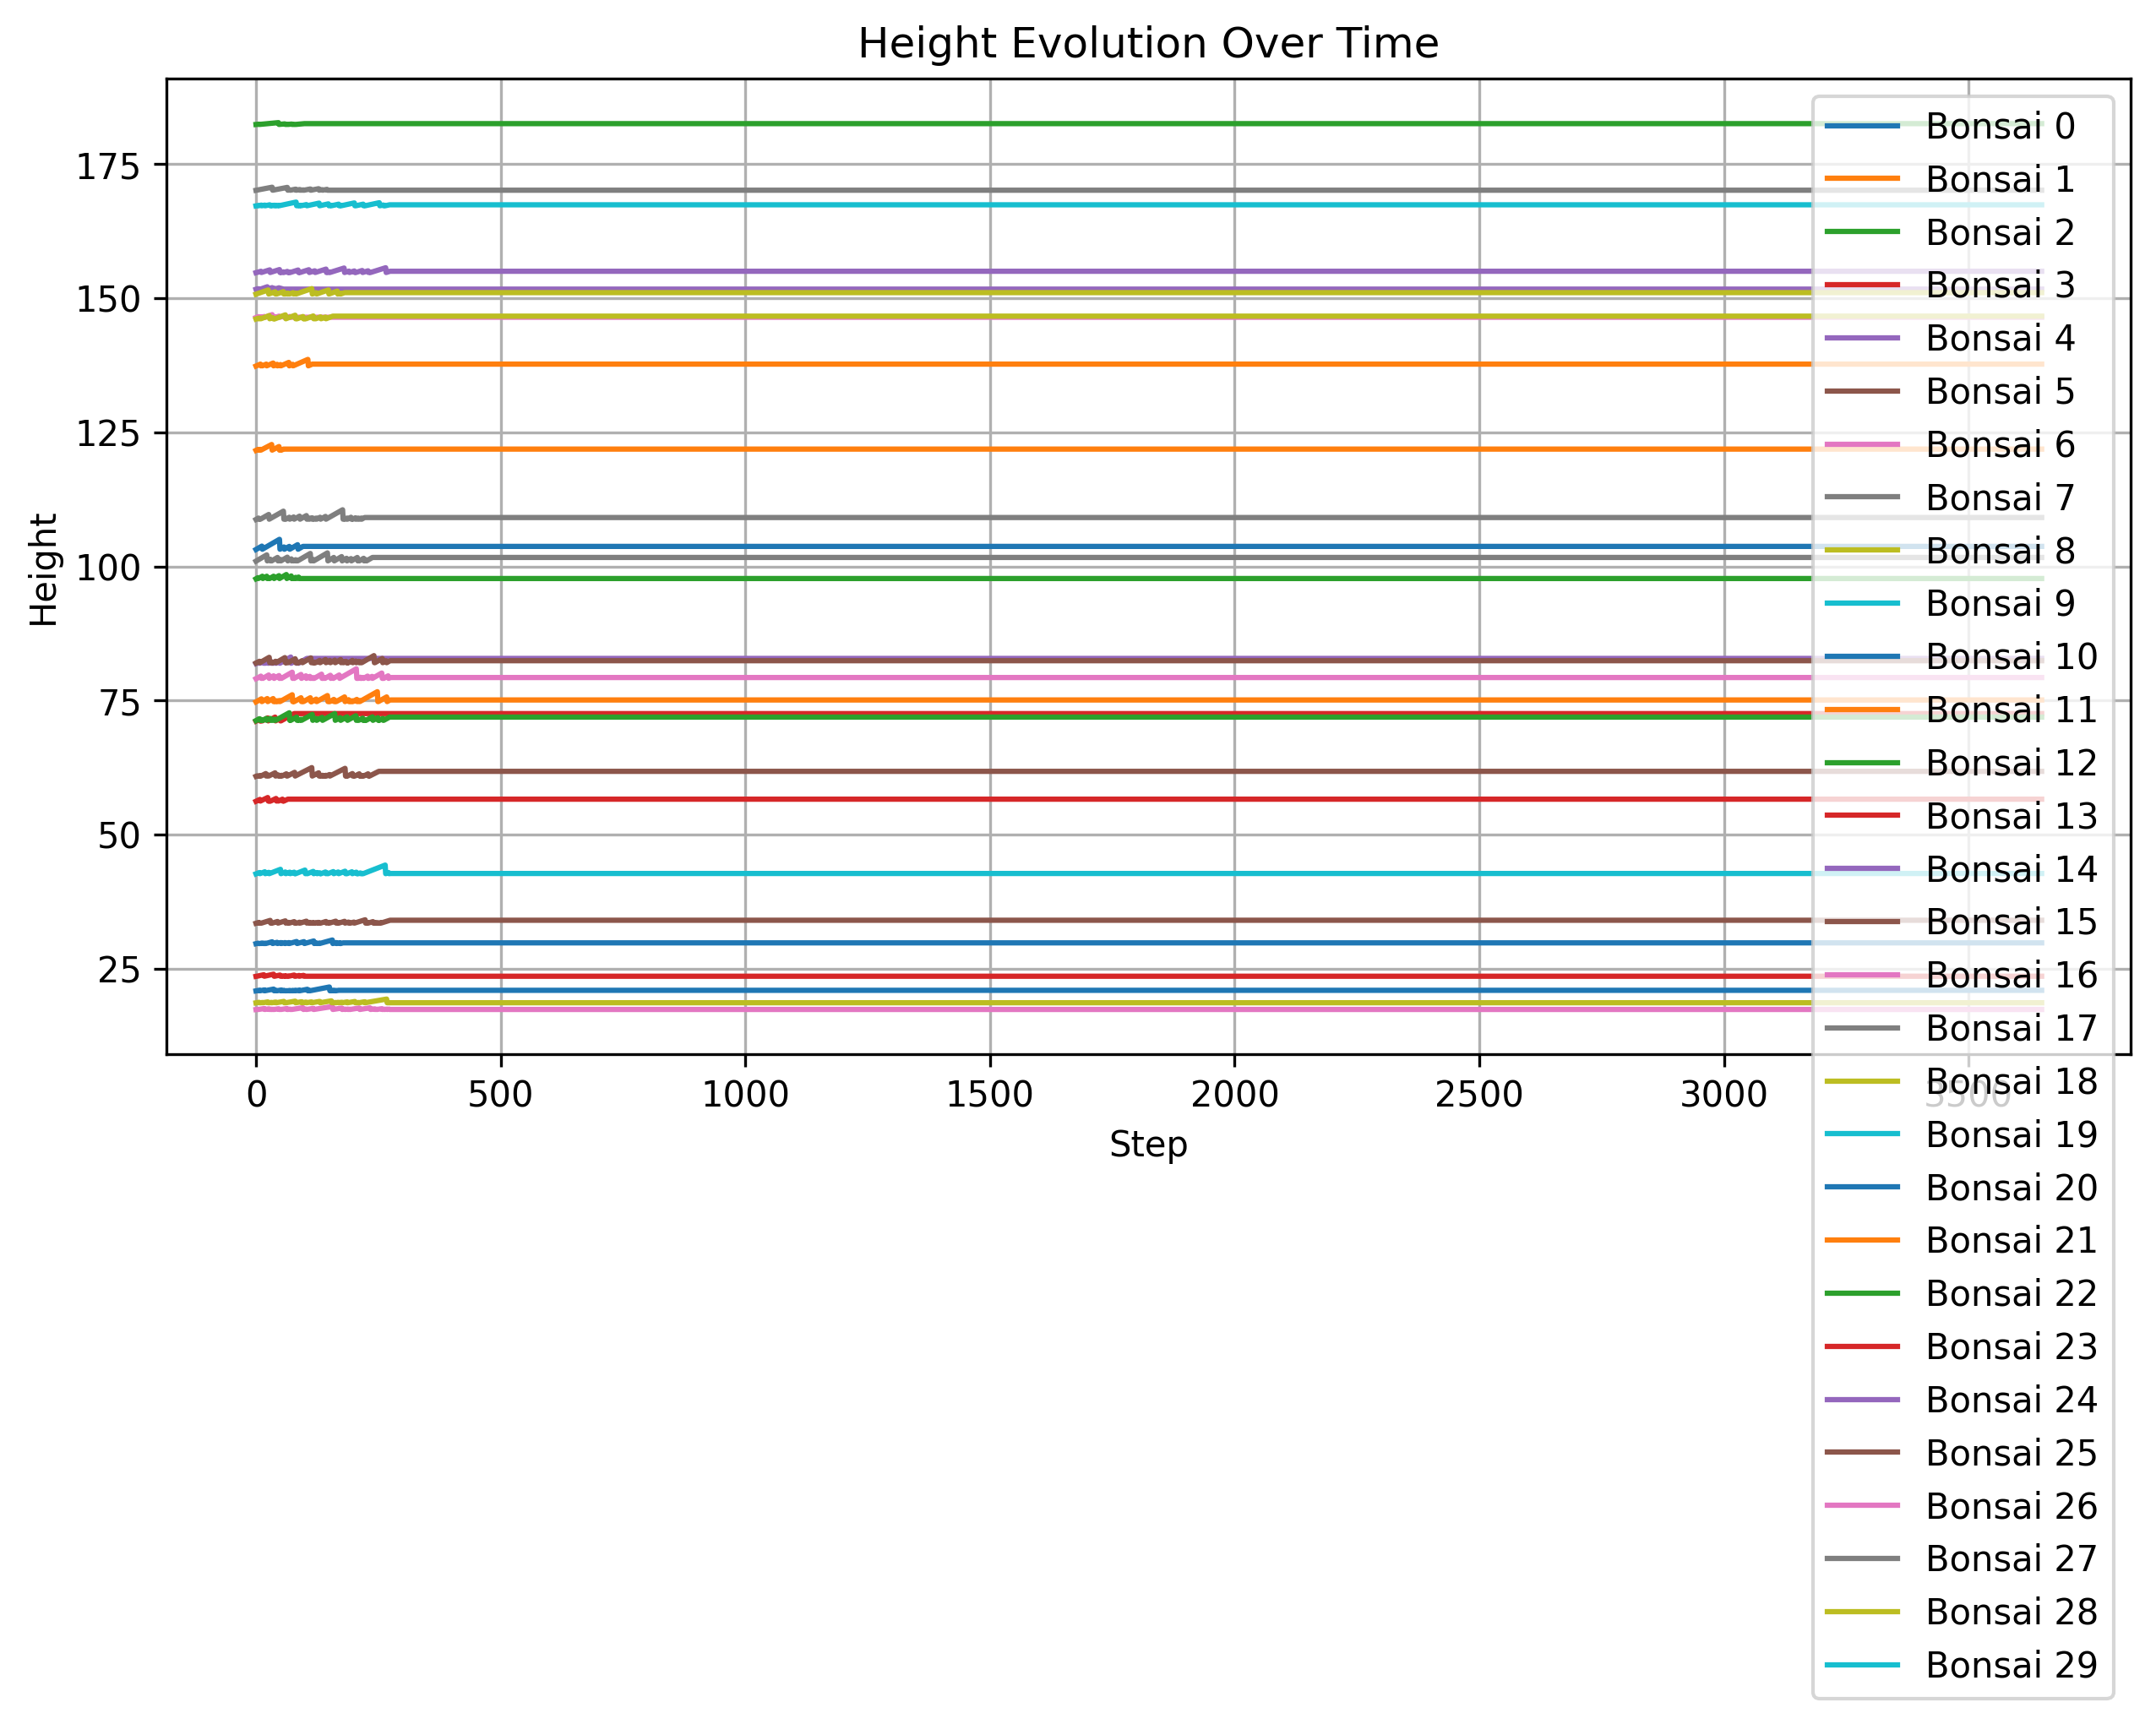 Height Evolution Over Time
Height
175
150
125
100
75
50
25
0 500 1000 1500 2000 2500 3000 3500
Step
Bonsai 0
Bonsai 1
Bonsai 2
Bonsai 3
Bonsai 4
Bonsai 5
Bonsai 6
Bonsai 7
Bonsai 8
Bonsai 9
Bonsai 10
Bonsai 11
Bonsai 12
Bonsai 13
Bonsai 14
Bonsai 15
Bonsai 16
Bonsai 17
Bonsai 18
Bonsai 19
Bonsai 20
Bonsai 21
Bonsai 22
Bonsai 23
Bonsai 24
Bonsai 25
Bonsai 26
Bonsai 27
Bonsai 28
Bonsai 29